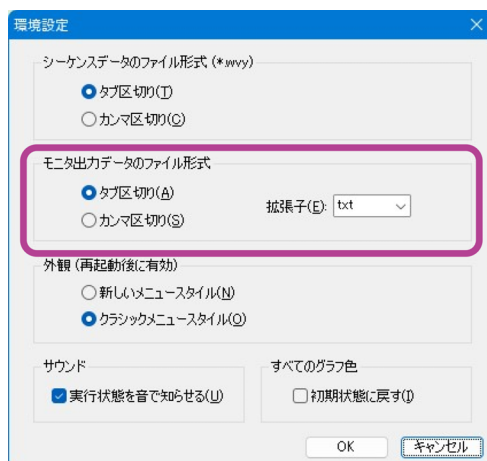 環境設定
シーケンスデータのファイル形式 (*.wvy)
タブ区切り(T)
カンマ区切り(C)
モニタ出力データのファイル形式
タブ区切り(A)
カンマ区切り(S)
拡張子(E): txt
外観 (再起動後に有効)
新しいメニュースタイル(N)
クラシックメニュースタイル(O)
サウンド
実行状態を音で知らせる(U)
すべてのグラフ色
初期状態に戻す(I)
OK
キャンセル